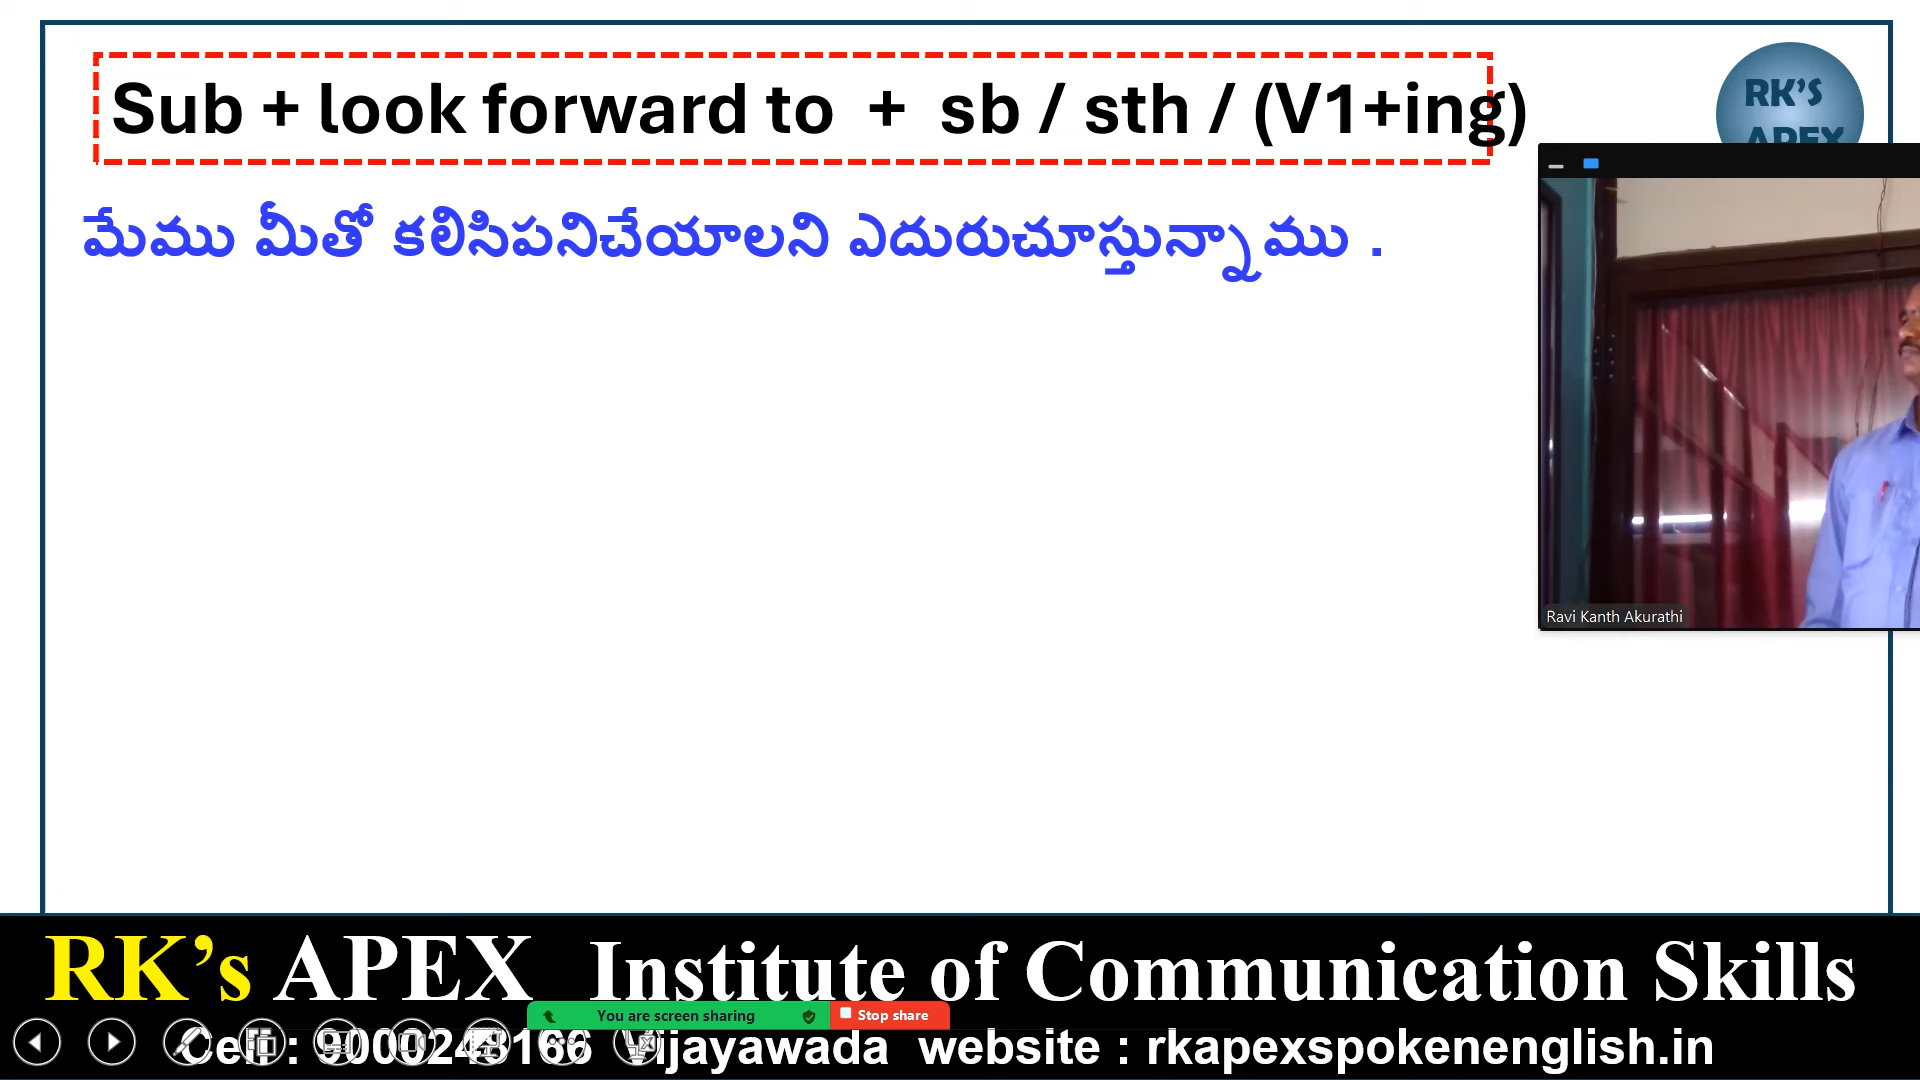 Sub + look forward to + sb / sth / (V1+ing)
RK'S
APEX
మేము మీతో కలిసిపనిచేయాలని ఎదురుచూస్తున్నాము .
Ravi Kanth Akurathi
RK's APEX Institute of Communication Skills
You are screen sharing
Stop share
website : rkapexspokenenglish.in